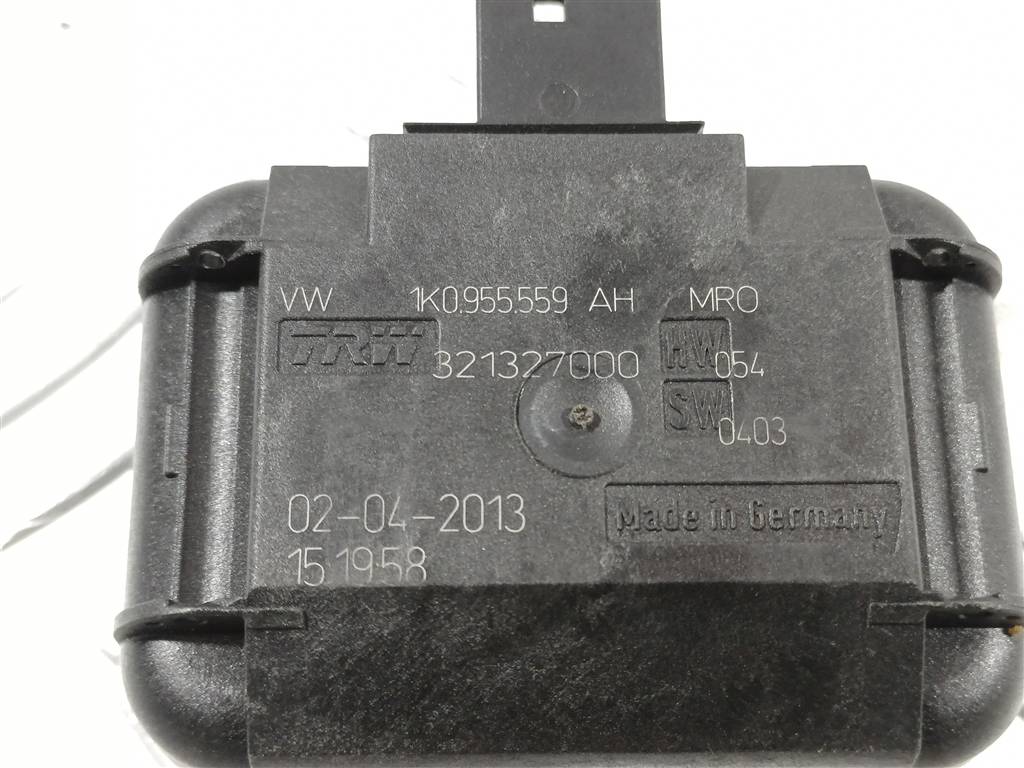 VW 1K0.955.559 AH MRO
TRW 321327000 HW 054
SW 0403
02-04-2013 Made in Germany
15:19:58